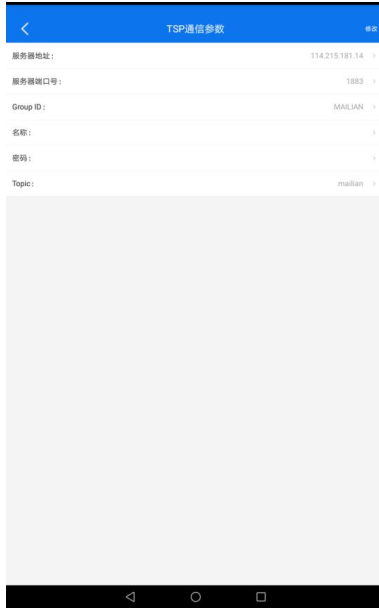 TSP通信参数 修改
服务器地址： 114.215.181.14
服务器端口号： 1883
Group ID： MAILIAN
名称：
密码：
Topic： mailian